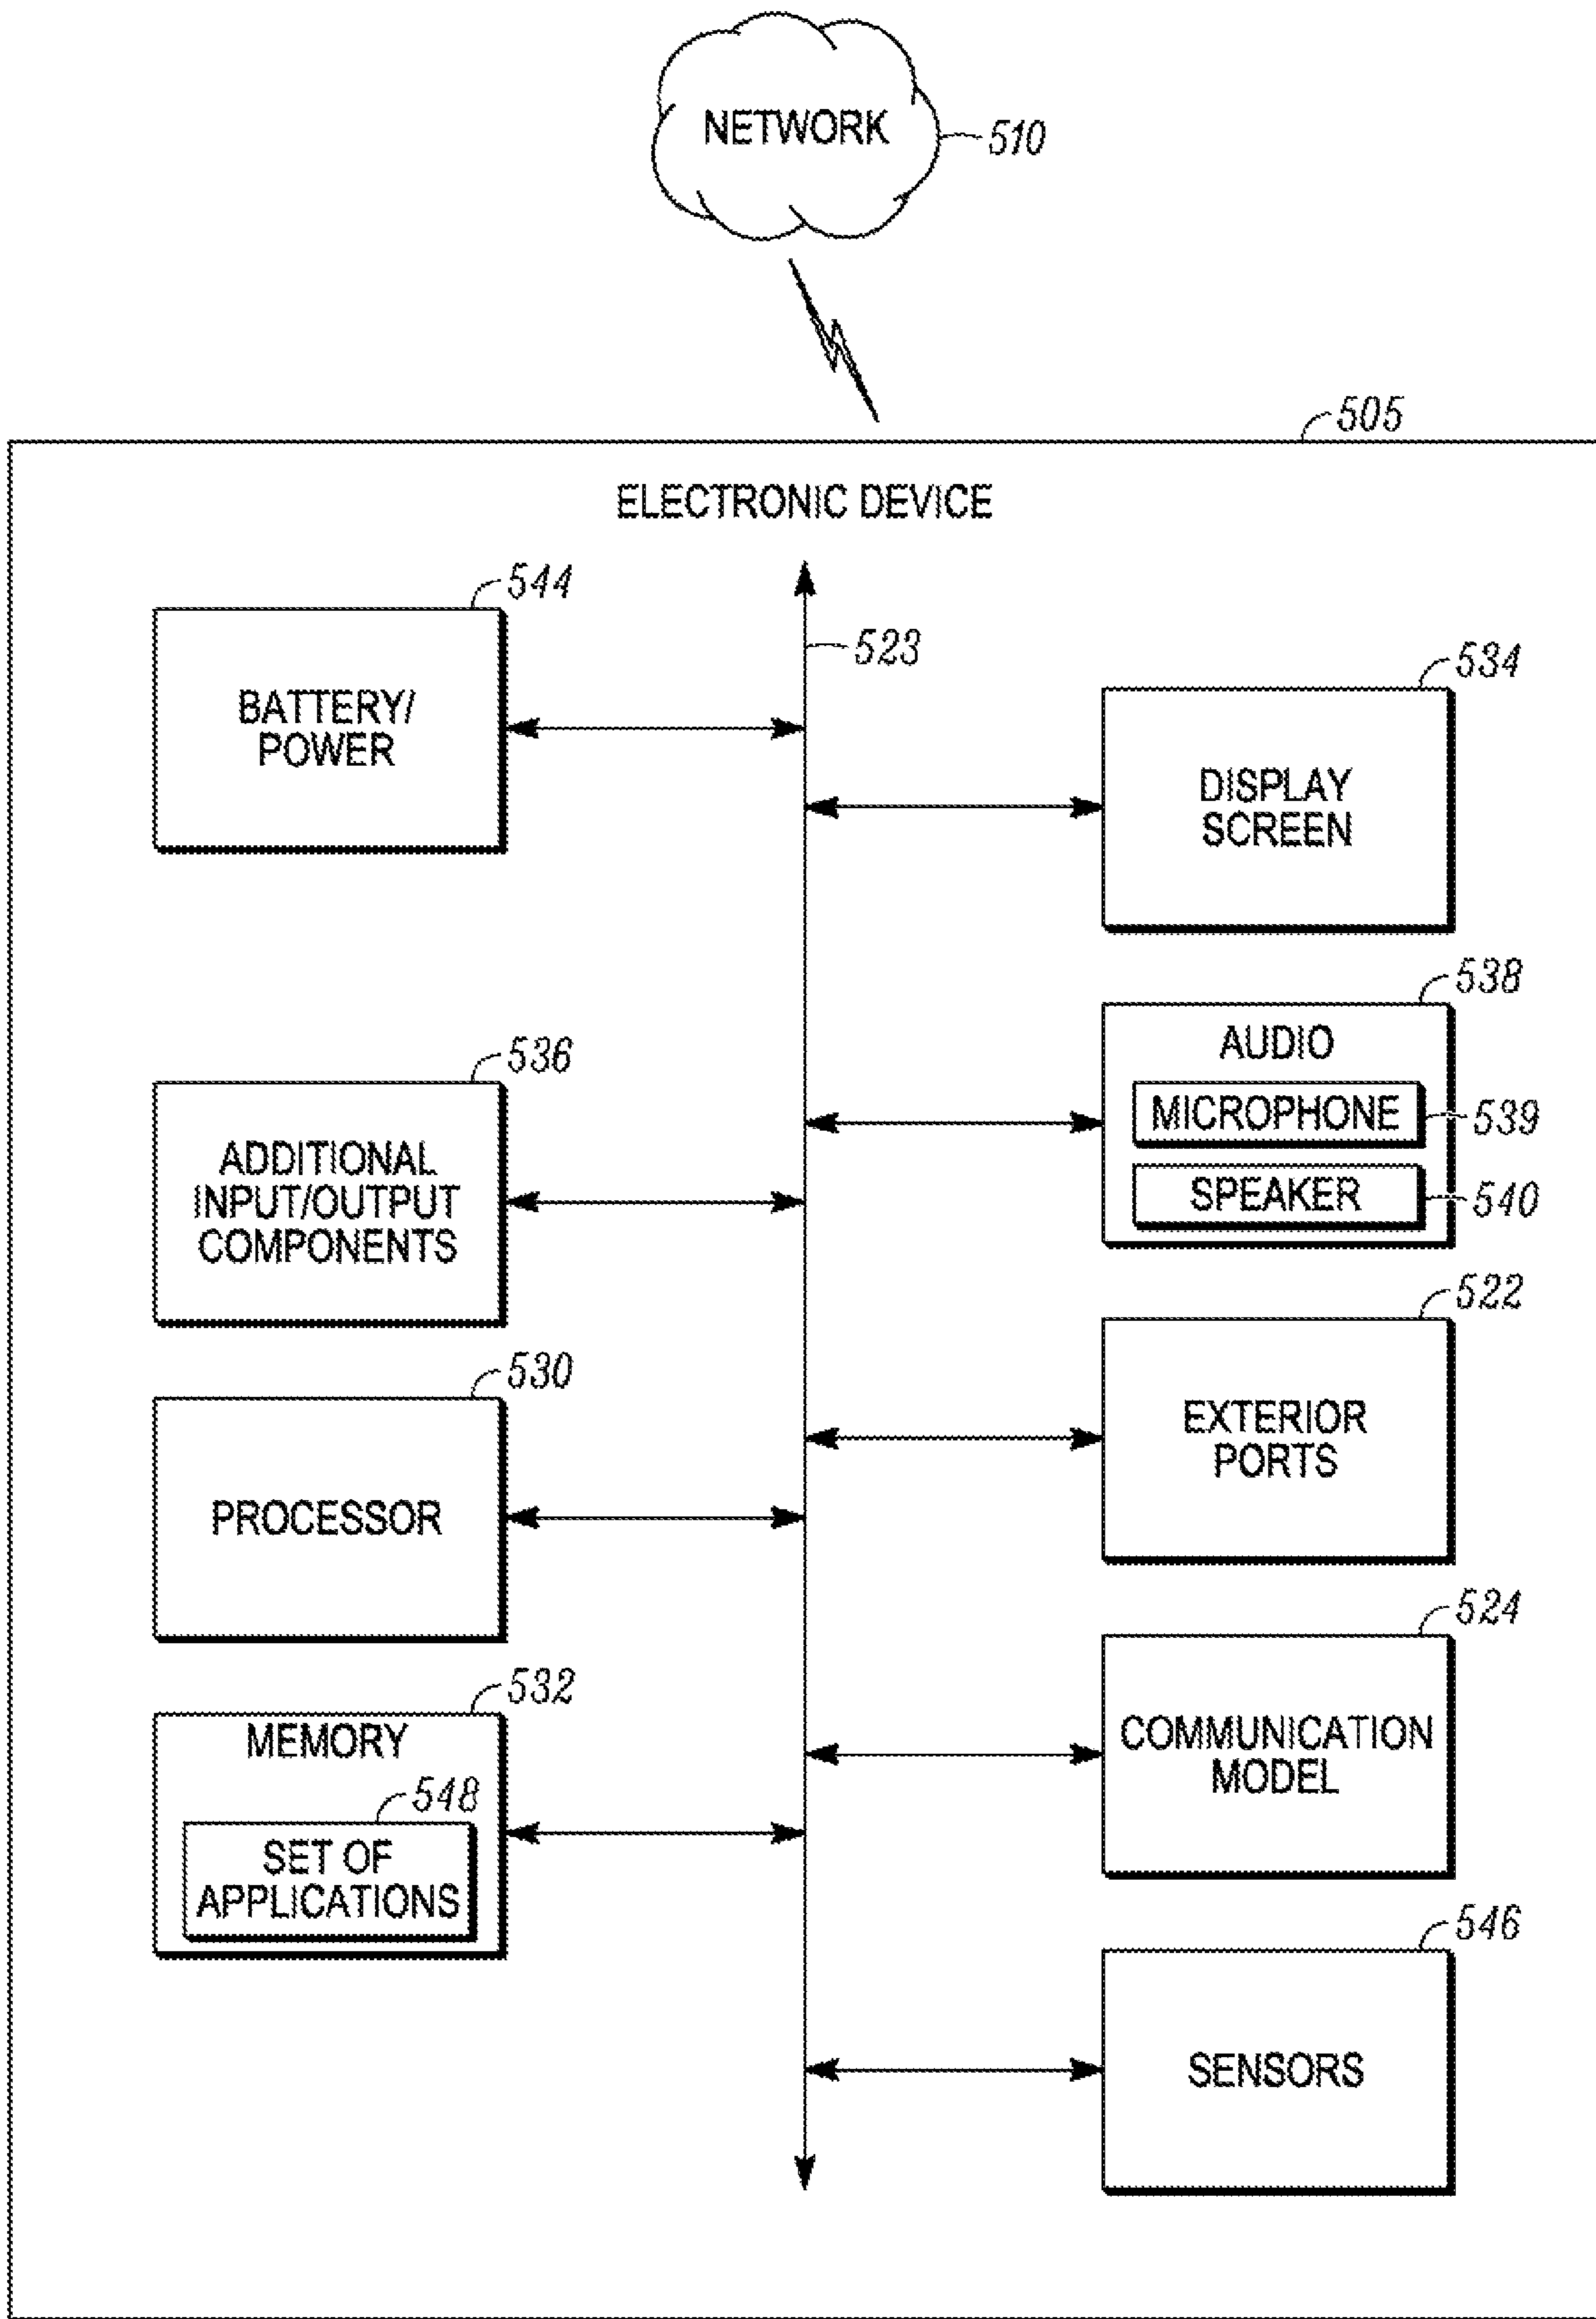 NETWORK
510
505
ELECTRONIC DEVICE
544
BATTERY/
POWER
523
534
DISPLAY
SCREEN
538
AUDIO
MICROPHONE
539
SPEAKER
540
536
ADDITIONAL
INPUT/OUTPUT
COMPONENTS
522
EXTERIOR
PORTS
530
PROCESSOR
524
COMMUNICATION
MODEL
532
MEMORY
548
SET OF
APPLICATIONS
546
SENSORS